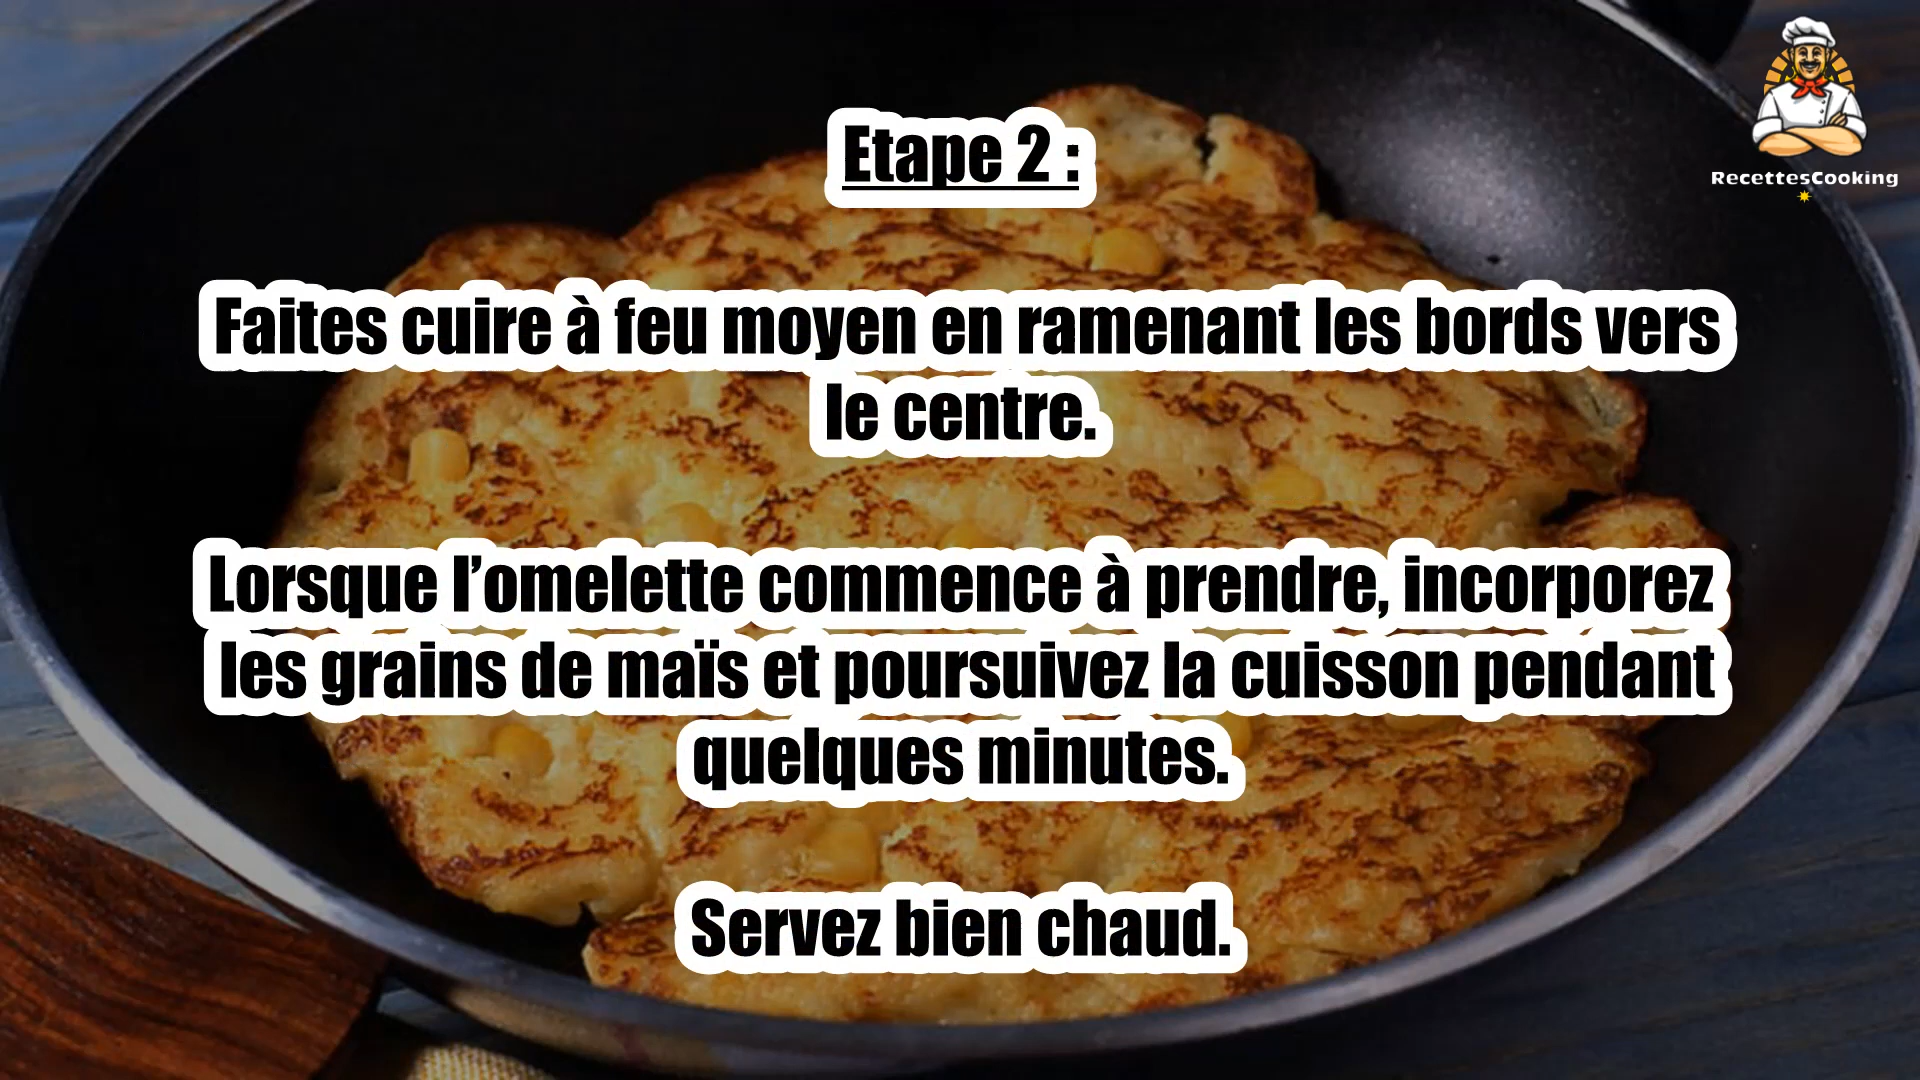 RecettesCooking
Etape 2 :
Faites cuire à feu moyen en ramenant les bords vers
le centre.
Lorsque l’omelette commence à prendre, incorporez
les grains de maïs et poursuivez la cuisson pendant
quelques minutes.
Servez bien chaud.